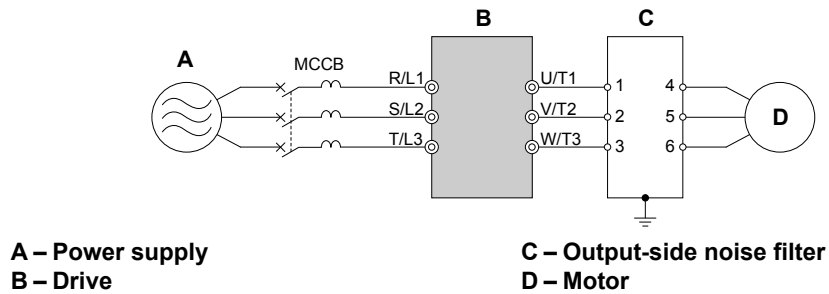 B
C
A
MCCB
R/L1
U/T1
1
4
S/L2
V/T2
2
5
D
T/L3
W/T3
3
6
A – Power supply
B – Drive
C – Output-side noise filter
D – Motor